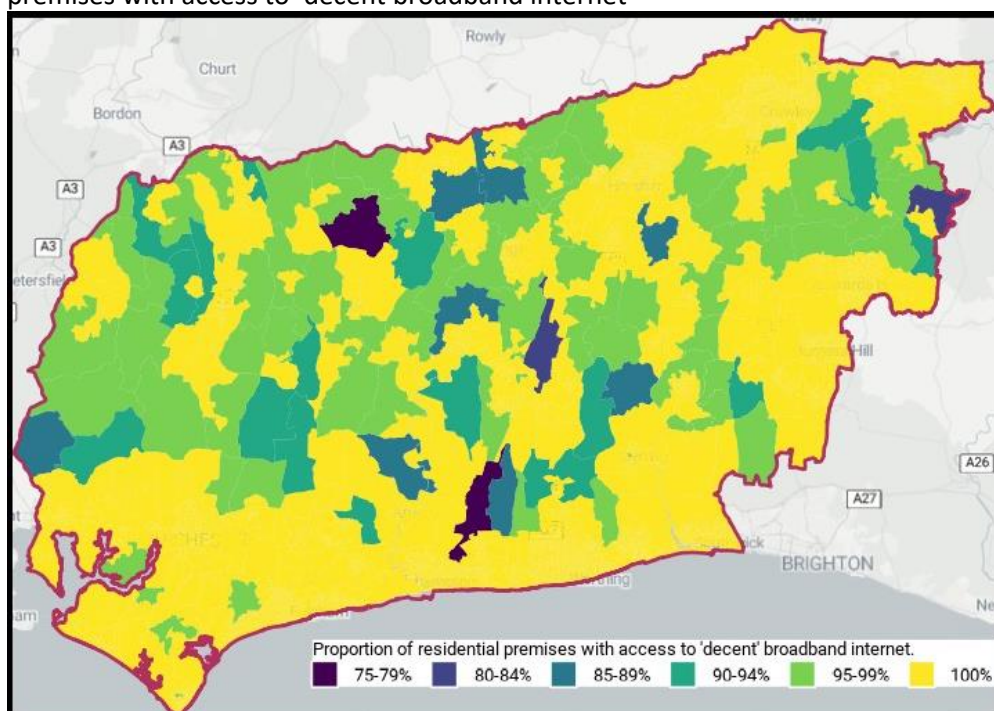 premises with access to 'decent'broadband internet
Rowly
Churt
Bordon
A3
A3
A3
Hill
A26
A27
BRIGHTON
Proportion of residential premises with access to 'decent' broadband internet.
75-79% 80-84% 85-89% 90-94% 95-99% 100%